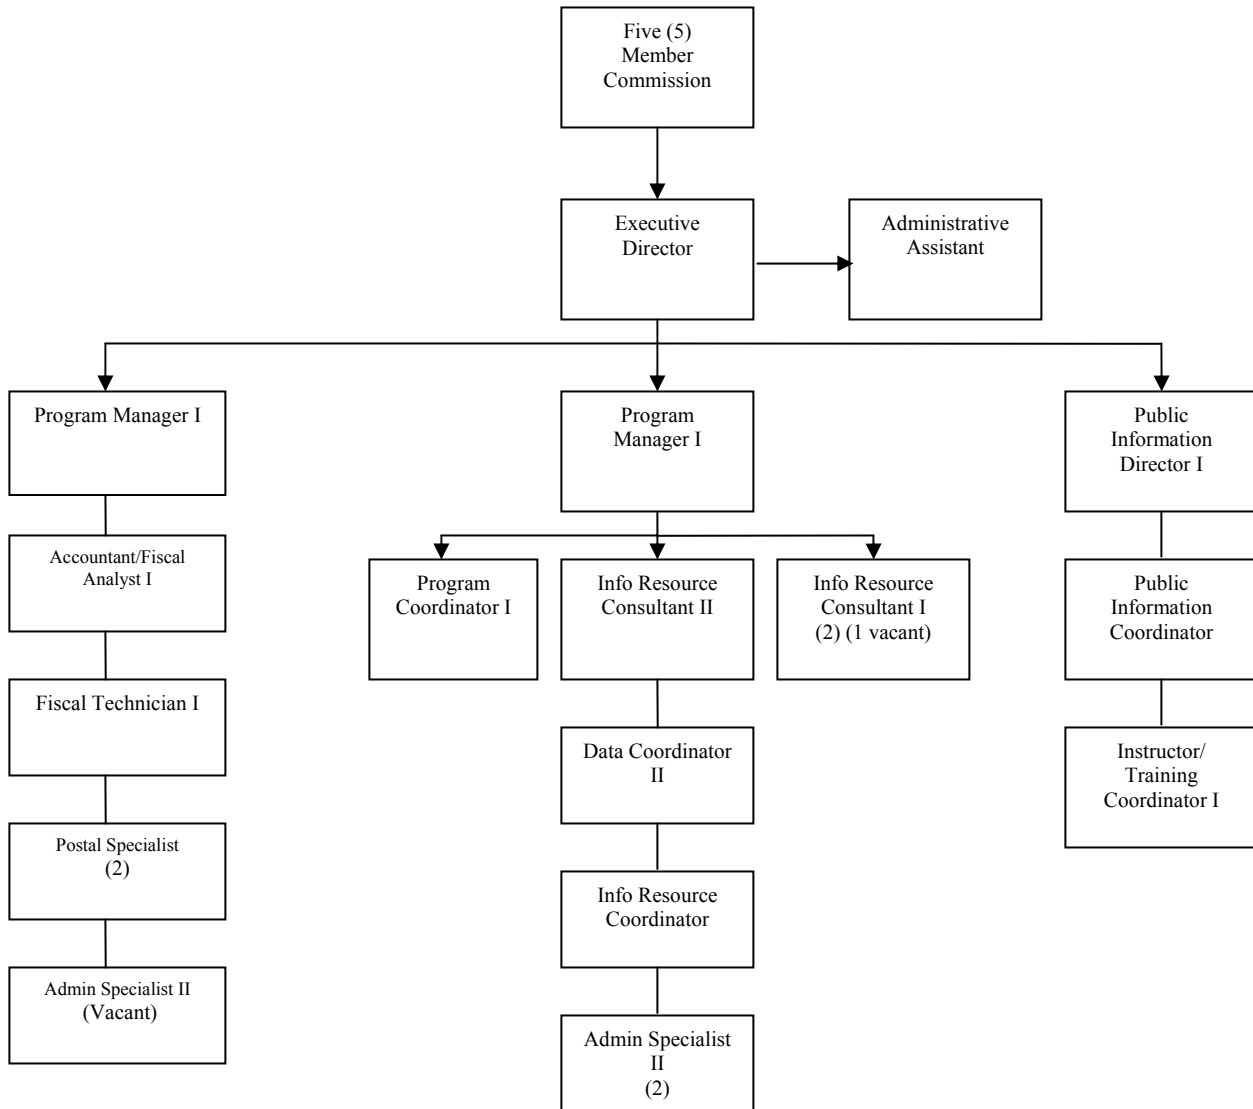 Five (5)
Member
Commission
Executive
Director
Administrative
Assistant
Program Manager I
Program
Manager I
Public
Information
Director I
Accountant/Fiscal
Analyst I
Program
Coordinator I
Info Resource
Consultant II
Info Resource
Consultant I
(2) (1 vacant)
Public
Information
Coordinator
Fiscal Technician I
Data Coordinator
II
Instructor/
Training
Coordinator I
Postal Specialist
(2)
Info Resource
Coordinator
Admin Specialist II
(Vacant)
Admin Specialist
II
(2)